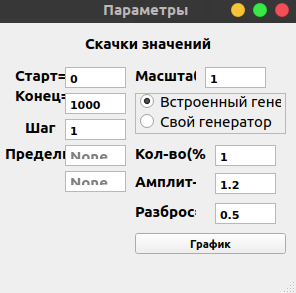 Параметры
Скачки значений
Старт= 0 Масштаб 1
Конец= 1000 Встроенный гене
Свой генератор
Шаг 1
Предель None Кол-во(% 1
None Амплит- 1.2
Разброс= 0.5
График